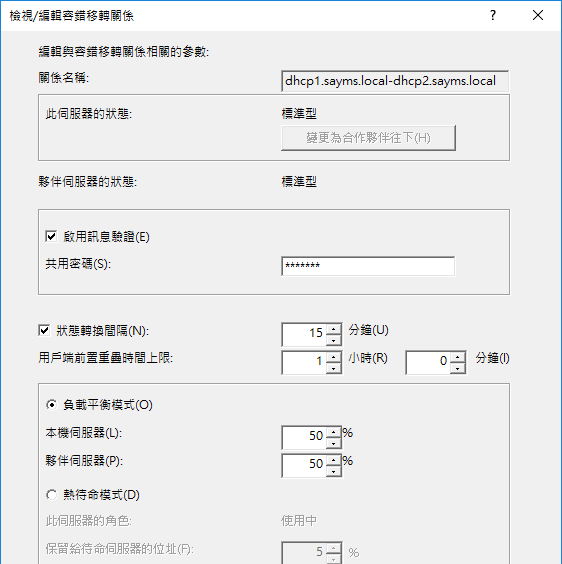 檢視/編輯容錯移轉關係
編輯與容錯移轉關係相關的參數:
關係名稱: dhcp1.sayms.local-dhcp2.sayms.local
此伺服器的狀態: 標準型
變更為合作夥伴往下(H)
夥伴伺服器的狀態: 標準型
啟用訊息驗證(E)
共用密碼(S): *******
狀態轉換間隔(N): 15 分鐘(U)
用戶端前置重疊時間上限: 1 小時(R) 0 分鐘(I)
負載平衡模式(O)
本機伺服器(L): 50 %
夥伴伺服器(P): 50 %
熱待命模式(D)
此伺服器的角色: 使用中
保留給待命伺服器的位址(F): 5 %